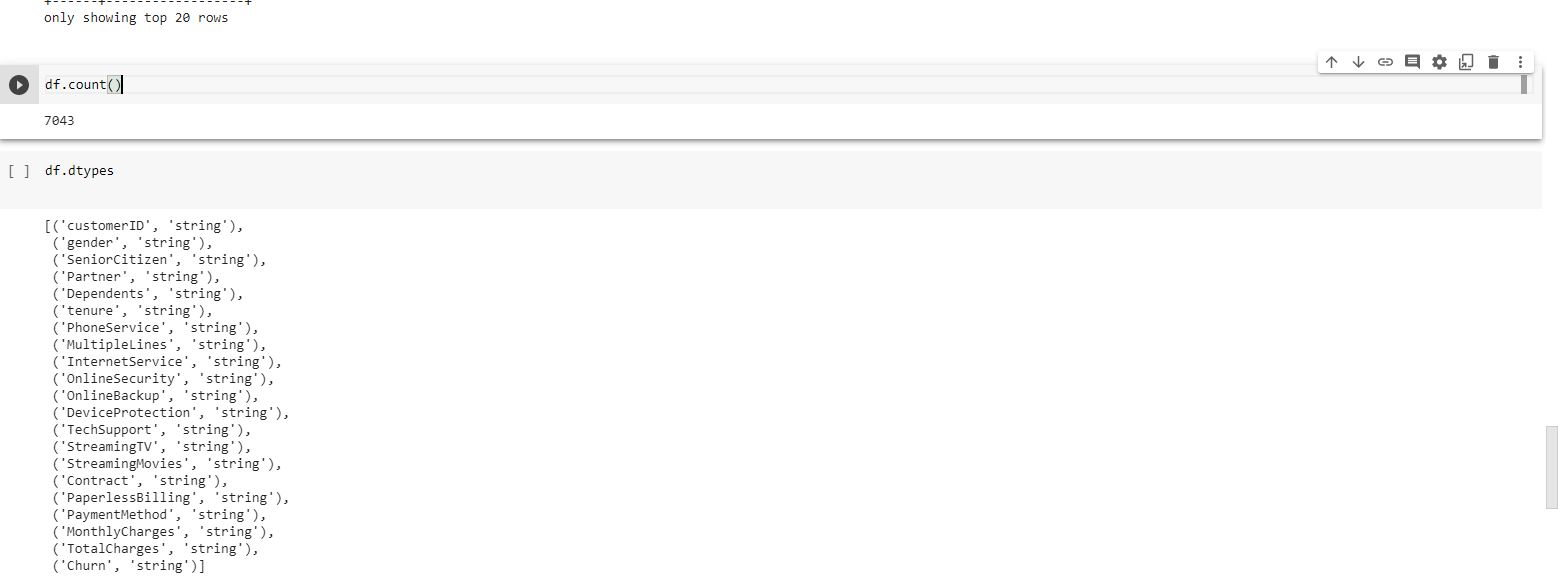 +------+------------------+
only showing top 20 rows
df.count()
7043
[ ] df.dtypes
[('customerID', 'string'),
('gender', 'string'),
('SeniorCitizen', 'string'),
('Partner', 'string'),
('Dependents', 'string'),
('tenure', 'string'),
('PhoneService', 'string'),
('MultipleLines', 'string'),
('InternetService', 'string'),
('OnlineSecurity', 'string'),
('OnlineBackup', 'string'),
('DeviceProtection', 'string'),
('TechSupport', 'string'),
('StreamingTV', 'string'),
('StreamingMovies', 'string'),
('Contract', 'string'),
('PaperlessBilling', 'string'),
('PaymentMethod', 'string'),
('MonthlyCharges', 'string'),
('TotalCharges', 'string'),
('Churn', 'string')]